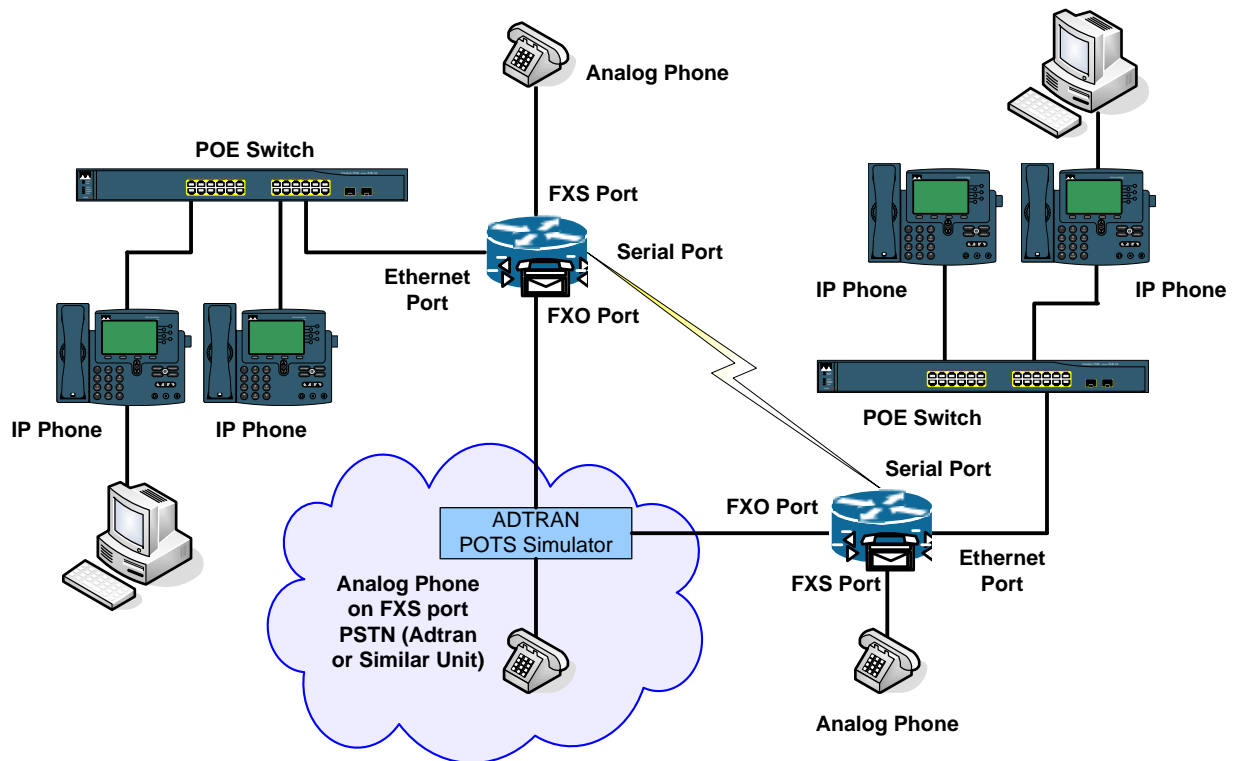 Analog Phone
POE Switch
FXS Port
Serial Port
Ethernet
Port
FXO Port
IP Phone
IP Phone
IP Phone
IP Phone
POE Switch
Serial Port
FXO Port
ADTRAN
POTS Simulator
Ethernet
Port
FXS Port
Analog Phone
on FXS port
PSTN (Adtran
or Similar Unit)
Analog Phone